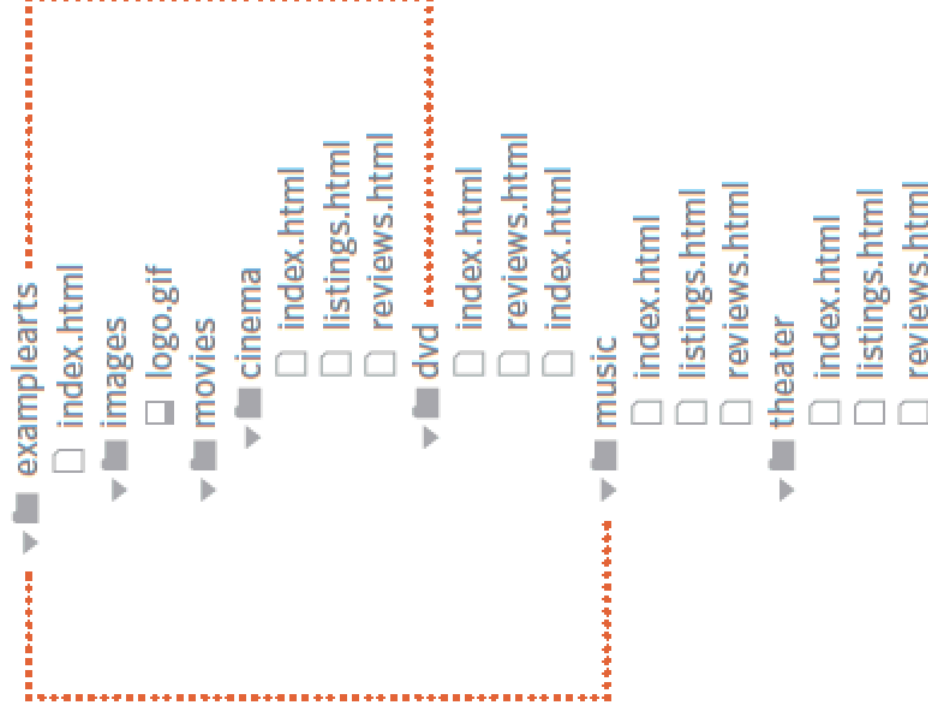 examplearts
index.html
images
logo.gif
movies
cinema
index.html
listings.html
reviews.html
dvd
index.html
reviews.html
index.html
music
index.html
listings.html
reviews.html
theater
index.html
listings.html
reviews.html